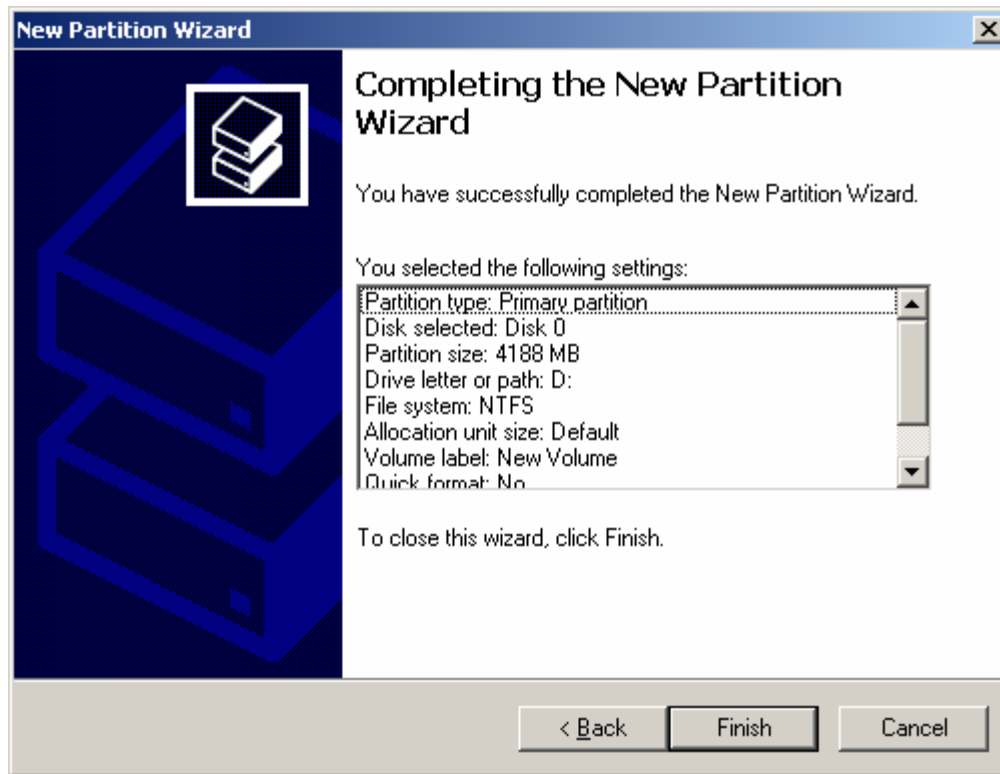 New Partition Wizard
Completing the New Partition
Wizard
You have successfully completed the New Partition Wizard.
You selected the following settings:
Partition type: Primary partition
Disk selected: Disk 0
Partition size: 4188 MB
Drive letter or path: D:
File system: NTFS
Allocation unit size: Default
Volume label: New Volume
Quick format: No
To close this wizard, click Finish.
< Back Finish Cancel